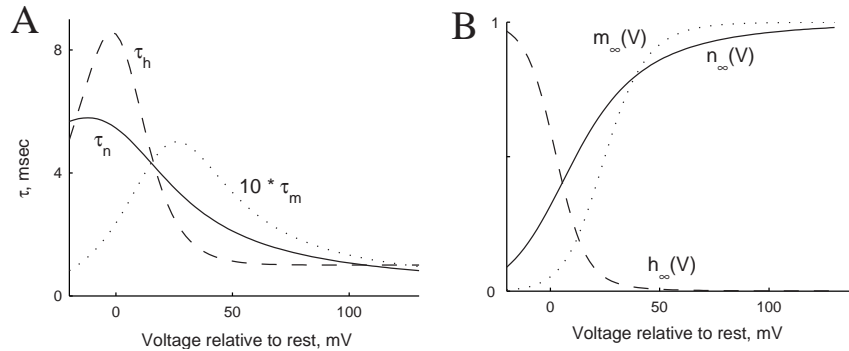 A
8
4
0
τ, msec
τ_h
τ_n
10 * τ_m
0
50
100
Voltage relative to rest, mV
B
1
0
m_∞(V)
n_∞(V)
h_∞(V)
0
50
100
Voltage relative to rest, mV